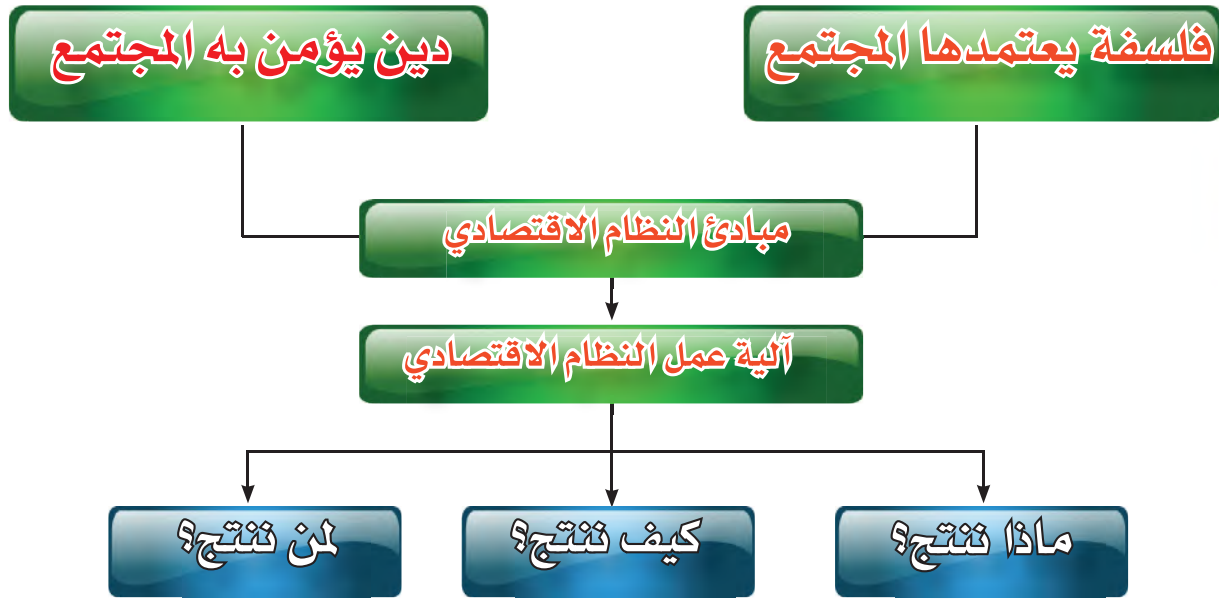 فلسفة يعتمدها المجتمع
دين يؤمن به المجتمع
مبادئ النظام الاقتصادي
آلية عمل النظام الاقتصادي
ماذا ننتج؟
كيف ننتج؟
لمن ننتج؟